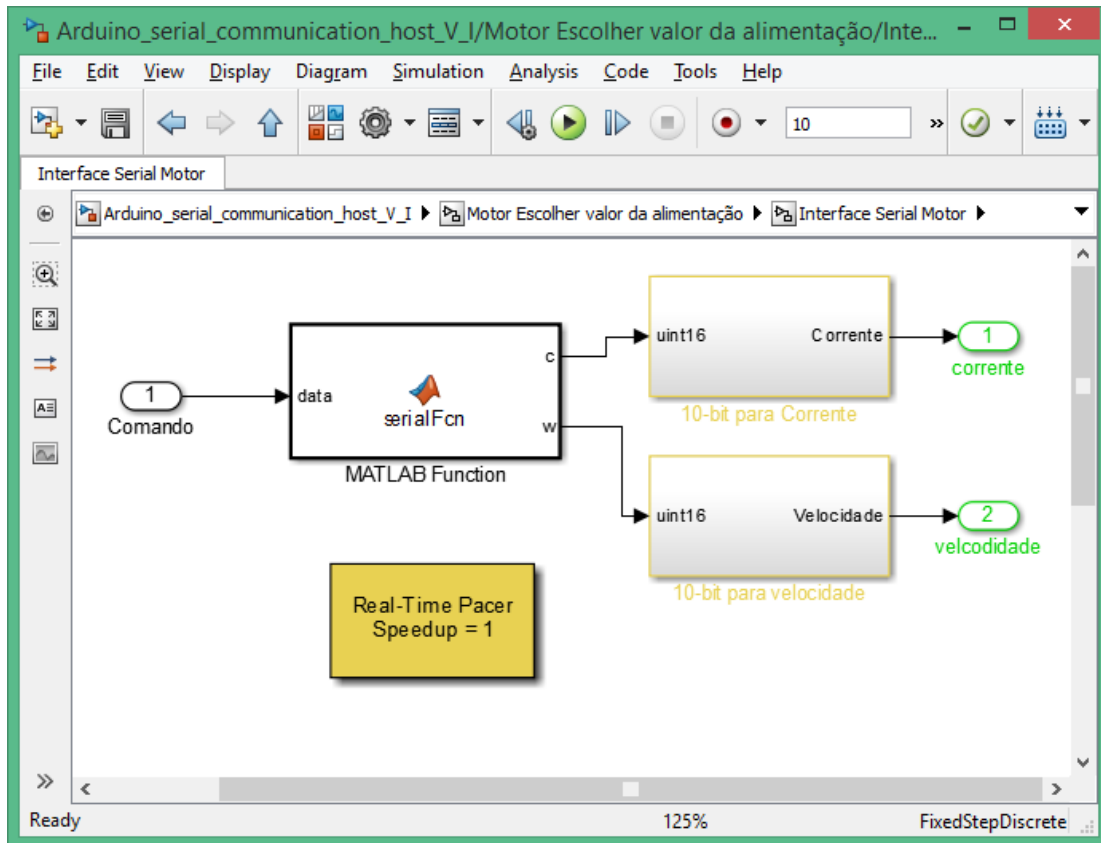 Arduino_serial_communication_host_V_I/Motor Escolher valor da alimentação/Inte...
File Edit View Display Diagram Simulation Analysis Code Tools Help
10
Interface Serial Motor
Arduino_serial_communication_host_V_I Motor Escolher valor da alimentação Interface Serial Motor
uint16 Corrente
1
corrente
10-bit para Corrente
1
Comando
data
c
w
serialFcn
MATLAB Function
uint16 Velocidade
2
velcodidade
10-bit para velocidade
Real-Time Pacer
Speedup = 1
Ready 125% FixedStepDiscrete